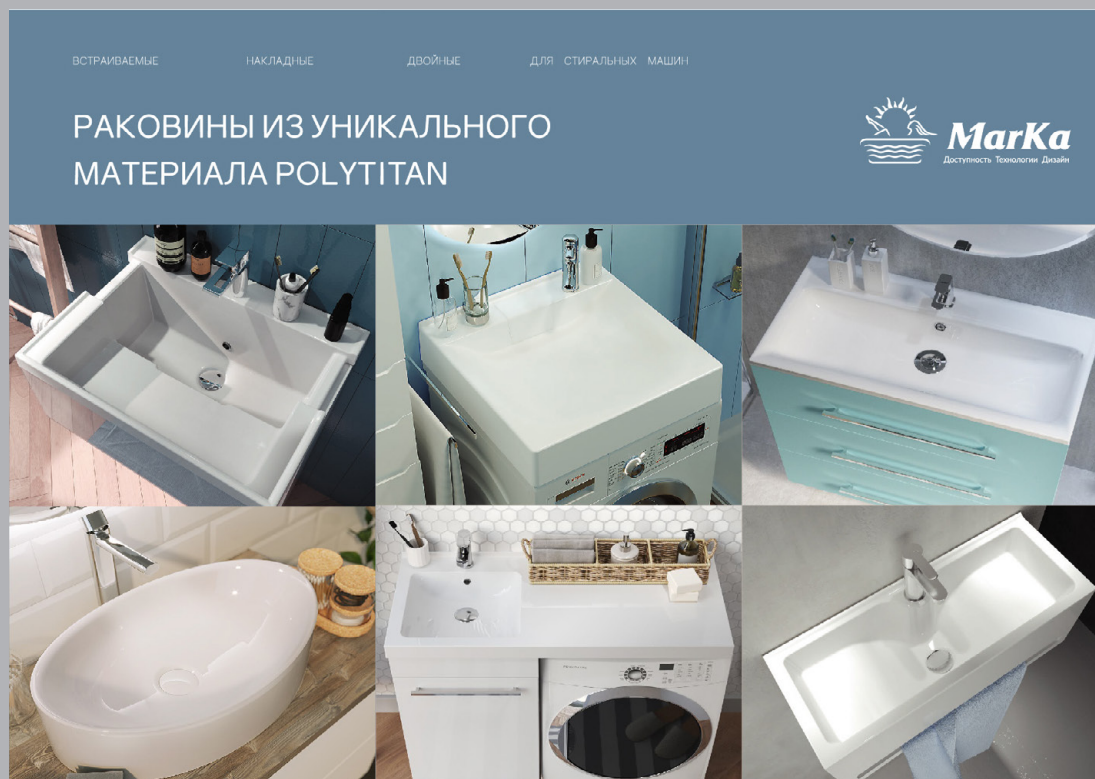 ВСТРАИВАЕМЫЕ НАКЛАДНЫЕ ДВОЙНЫЕ ДЛЯ СТИРАЛЬНЫХ МАШИН
РАКОВИНЫ ИЗ УНИКАЛЬНОГО
МАТЕРИАЛА POLYTITAN
MarKa
Доступность Технологии Дизайн